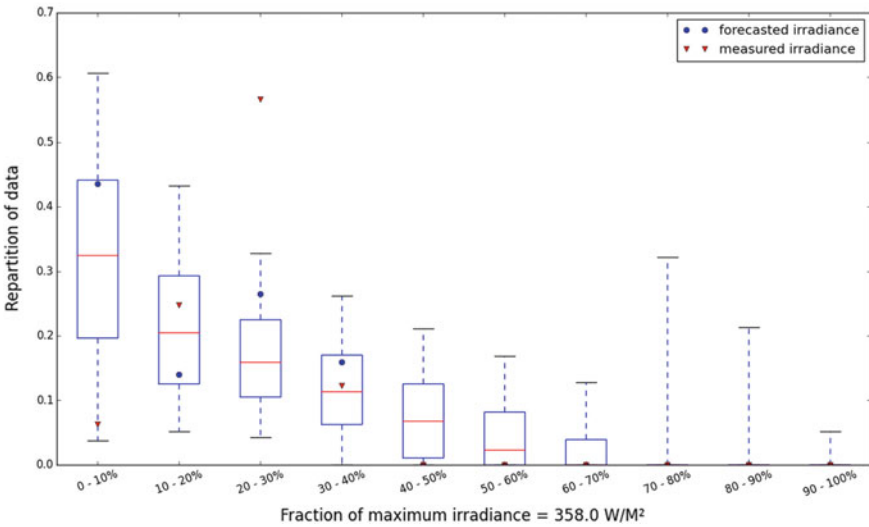 0.7
0.6
0.5
0.4
0.3
0.2
0.1
0.0
Repartition of data
forecasted irradiance
measured irradiance
0 - 10%
10 - 20%
20 - 30%
30 - 40%
40 - 50%
50 - 60%
60 - 70%
70 - 80%
80 - 90%
90 - 100%
Fraction of maximum irradiance = 358.0 W/M²